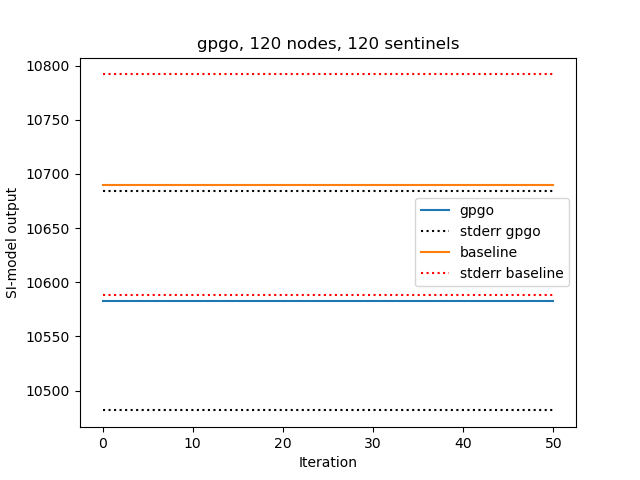 gpgo, 120 nodes, 120 sentinels
10800
10750
10700
10650
10600
10550
10500
SI-model output
gpgo
stderr gpgo
baseline
stderr baseline
0 10 20 30 40 50
Iteration